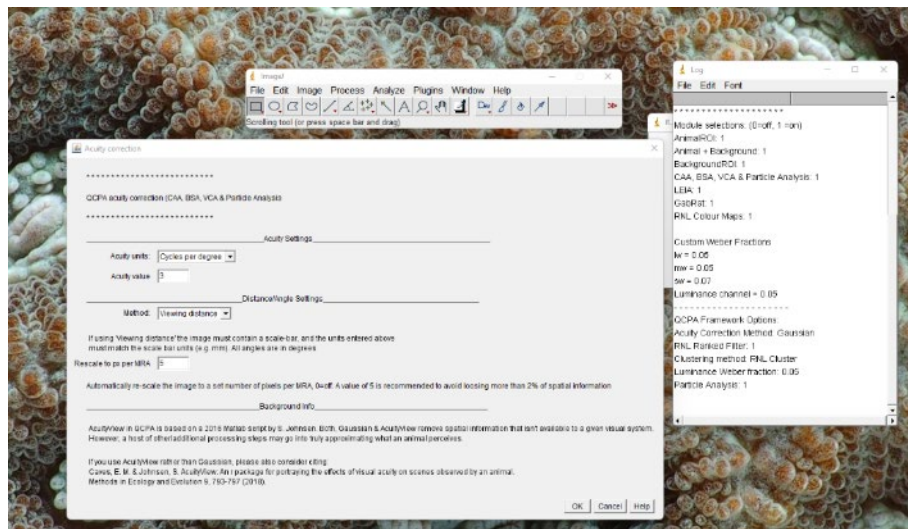 ImageJ
File Edit Image Process Analyze Plugins Window Help
Scrolling tool (or press space bar and drag)
Log
File Edit Font
Module selections: (0=off, 1 =on)
AnimalROI: 1
Animal + Background: 1
BackgroundROI: 1
CAA, BSA, VCA & Particle Analysis: 1
LEIA: 1
GabRat: 1
RNL Colour Maps: 1
Custom Weber Fractions
lw = 0.05
mw = 0.05
sw = 0.07
Luminance channel = 0.05
QCPA Framework Options:
Acuity Correction Method: Gaussian
RNL Ranked Filter: 1
Clustering method: RNL Cluster
Luminance Weber fraction: 0.05
Particle Analysis: 1
Acuity correction
QCPA acuity correction (CAA, BSA, VCA & Particle Analysis
Acuity Settings
Acuity units: Cycles per degree
Acuity value 3
Distance/Angle Settings
Method: Viewing distance
If using 'Viewing distance' the image must contain a scale-bar, and the units entered above
must match the scale bar units (e.g. mm). All angles are in degrees
Rescale to px per MRA 5
Automatically re-scale the image to a set number of pixels per MRA, 0=off. A value of 5 is recommended to avoid loosing more than 2% of spatial information
Background Info
AcuityView in QCPA is based on a 2016 Matlab script by S. Johnsen. Both, Gaussian & AcuityView remove spatial information that isn't available to a given visual system.
However, a host of other additional processing steps may go into truly approximating what an animal perceives.
If you use AcuityView rather than Gaussian, please also consider citing:
Caves, E. M. & Johnsen, S. AcuityView: An r package for portraying the effects of visual acuity on scenes observed by an animal.
Methods in Ecology and Evolution 9, 793-797 (2018).
OK Cancel Help